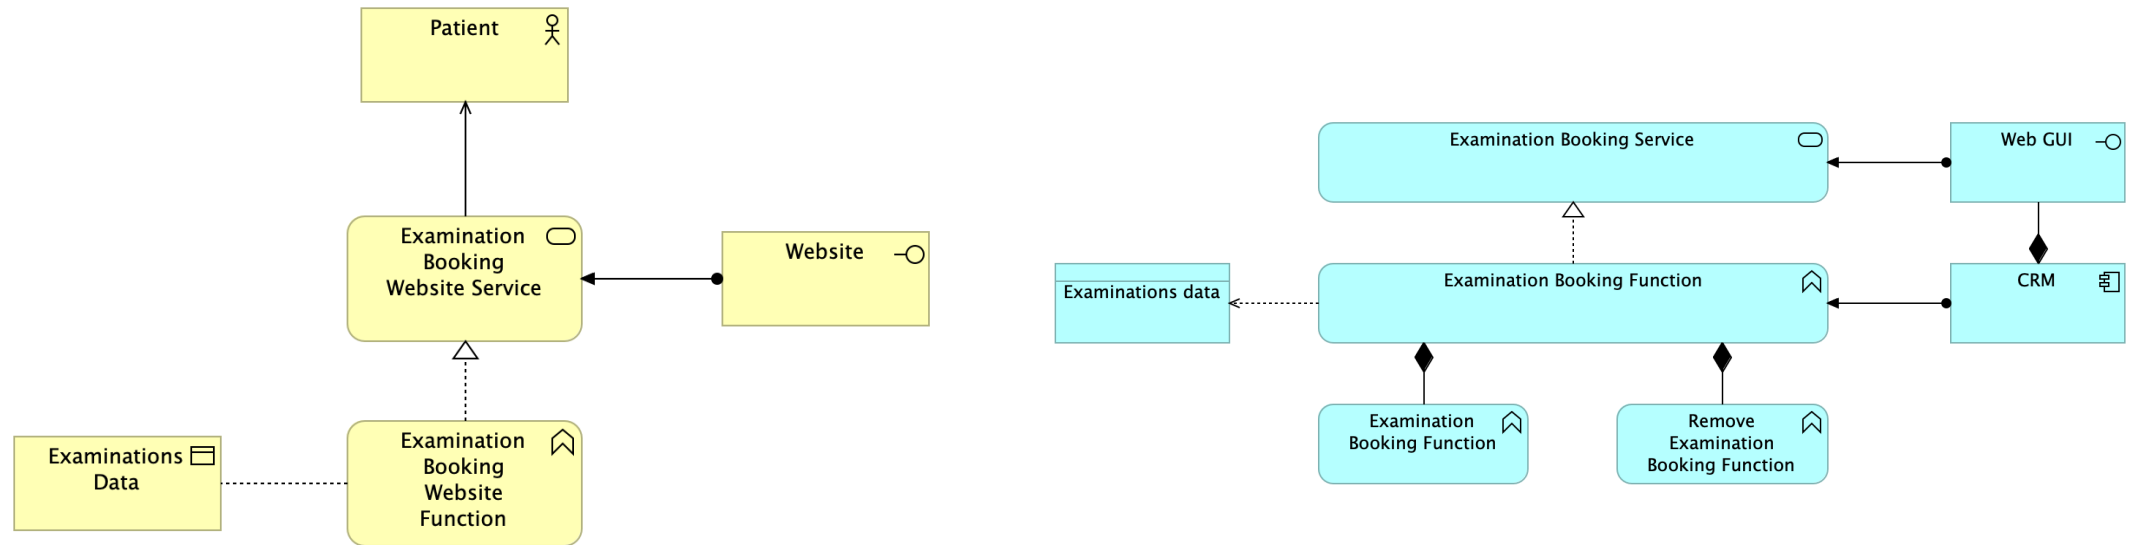 Patient
Examination
Booking
Website Service
Website
Examinations
Data
Examination
Booking
Website
Function
Examination Booking Service
Web GUI
Examinations data
Examination Booking Function
CRM
Examination
Booking Function
Remove
Examination
Booking Function